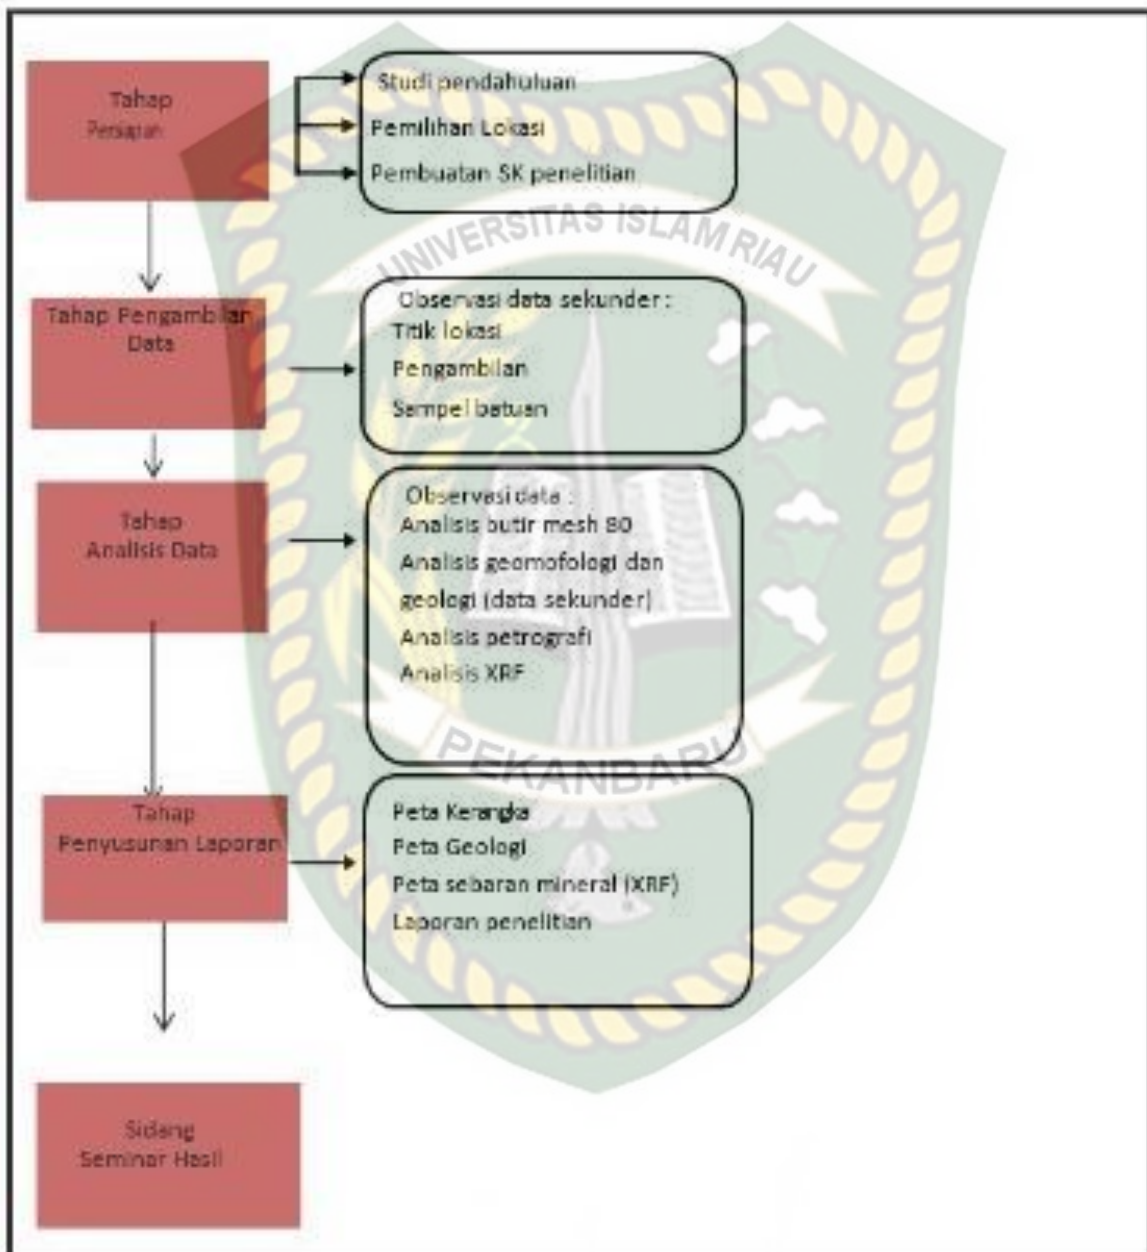 Tahap
Persiapan
Studi pendahuluan
Pemilihan Lokasi
Pembuatan SK penelitian
UNIVERSITAS ISLAM RIAU
Tahap Pengambilan
Data
Observasi data sekunder :
Titik lokasi
Pengambilan
Sampel batuan
Tahap
Analisis Data
Observasi data :
Analisis butir mesh 80
Analisis geomofologi dan
geologi (data sekunder)
Analisis petrografi
Analisis XRF
PEKANBARU
Tahap
Penyusunan Laporan
Peta Kerangka
Peta Geologi
Peta sebaran mineral (XRF)
Laporan penelitian
Sidang
Seminar Hasil